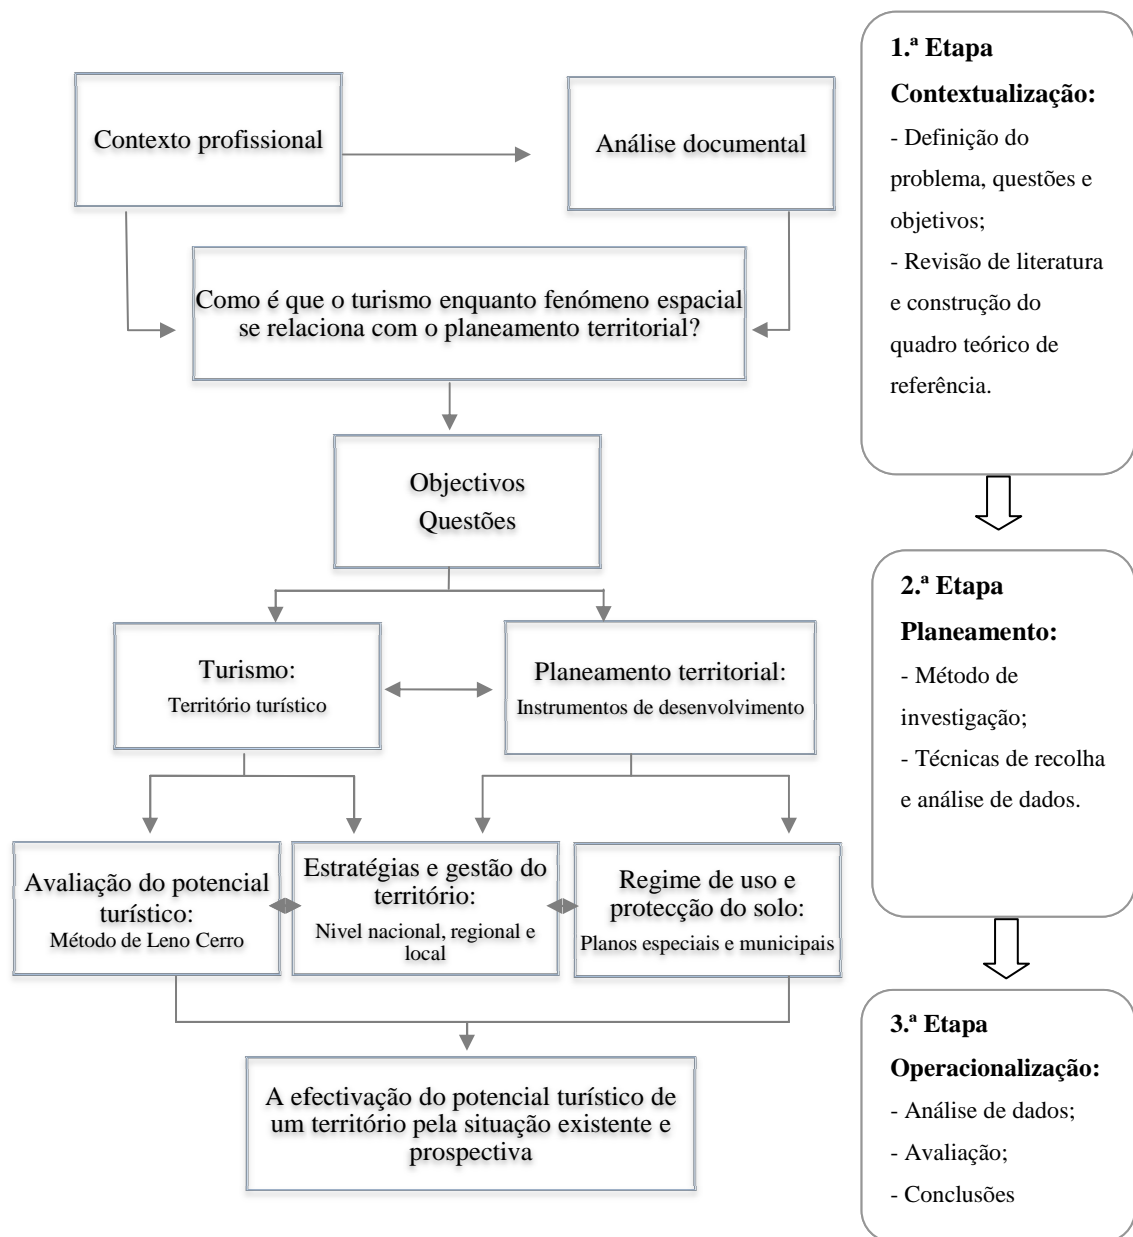 Contexto profissional
Análise documental
Como é que o turismo enquanto fenómeno espacial
se relaciona com o planeamento territorial?
Objectivos
Questões
Turismo:
Território turístico
Planeamento territorial:
Instrumentos de desenvolvimento
Avaliação do potencial
turístico:
Método de Leno Cerro
Estratégias e gestão do
território:
Nivel nacional, regional e
local
Regime de uso e
protecção do solo:
Planos especiais e municipais
A efectivação do potencial turístico de
um território pela situação existente e
prospectiva
1.ª Etapa
Contextualização:
- Definição do
problema, questões e
objetivos;
- Revisão de literatura
e construção do
quadro teórico de
referência.
2.ª Etapa
Planeamento:
- Método de
investigação;
- Técnicas de recolha
e análise de dados.
3.ª Etapa
Operacionalização:
- Análise de dados;
- Avaliação;
- Conclusões